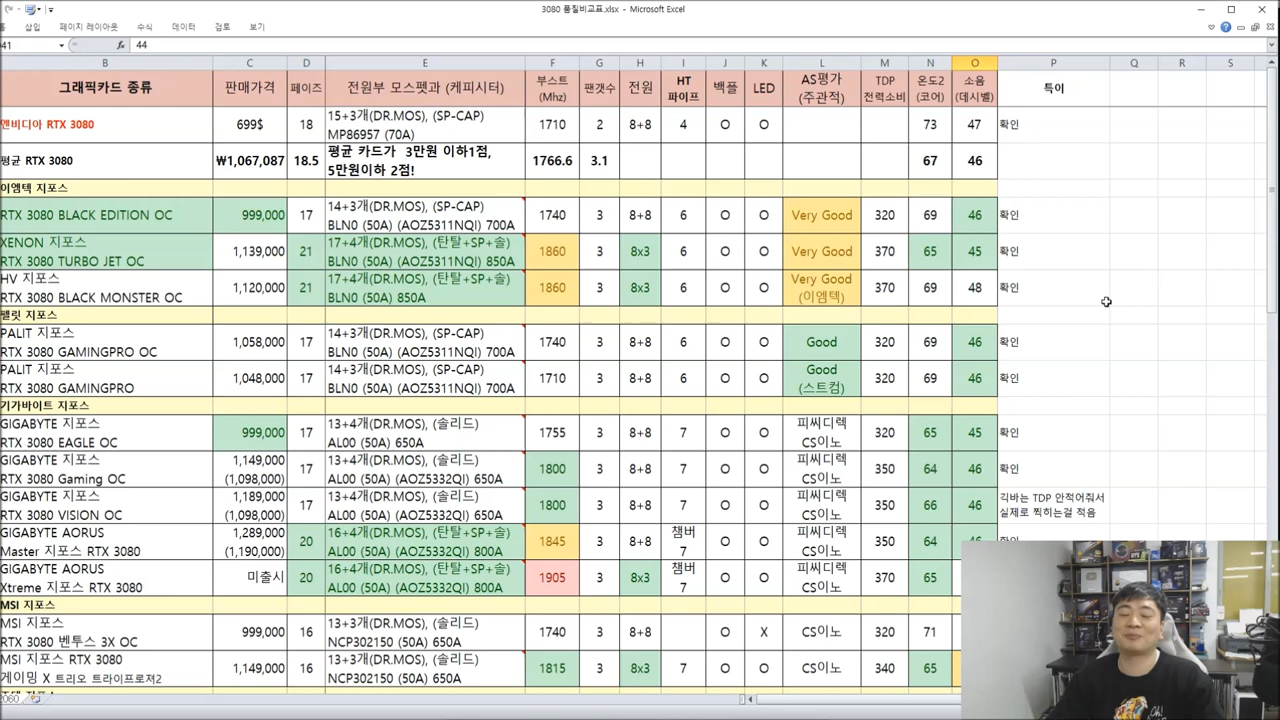 3080 품질비교표.xlsx - Microsoft Excel
삽입 페이지 레이아웃 수식 데이터 검토 보기
41 fx 44
B C D E F G H I J K L M N O P Q R S
그래픽카드 종류 판매가격 페이즈 전원부 모스펫과 (케피시터) 부스트 (Mhz) 팬갯수 전원 HT 파이프 백플 LED AS평가 (주관적) TDP 전력소비 온도2 (코어) 소음 (데시벨) 특이
엔비디아 RTX 3080 699$ 18 15+3개(DR.MOS), (SP-CAP) MP86957 (70A) 1710 2 8+8 4 O O 73 47 확인
평균 RTX 3080 ₩1,067,087 18.5 평균 카드가 3만원 이하1점, 5만원이하 2점! 1766.6 3.1 67 46
이엠텍 지포스
RTX 3080 BLACK EDITION OC 999,000 17 14+3개(DR.MOS), (SP-CAP) BLN0 (50A) (AOZ5311NQI) 700A 1740 3 8+8 6 O O Very Good 320 69 46 확인
XENON 지포스 RTX 3080 TURBO JET OC 1,139,000 21 17+4개(DR.MOS), (탄탈+SP+솔) BLN0 (50A) (AOZ5311NQI) 850A 1860 3 8x3 6 O O Very Good 370 65 45 확인
HV 지포스 RTX 3080 BLACK MONSTER OC 1,120,000 21 17+4개(DR.MOS), (탄탈+SP+솔) BLN0 (50A) 850A 1860 3 8x3 6 O O Very Good (이엠텍) 370 69 48 확인
펠릿 지포스
PALIT 지포스 RTX 3080 GAMINGPRO OC 1,058,000 17 14+3개(DR.MOS), (SP-CAP) BLN0 (50A) (AOZ5311NQI) 700A 1740 3 8+8 6 O O Good 320 69 46 확인
PALIT 지포스 RTX 3080 GAMINGPRO 1,048,000 17 14+3개(DR.MOS), (SP-CAP) BLN0 (50A) (AOZ5311NQI) 700A 1710 3 8+8 6 O O Good (스트컴) 320 69 46 확인
기가바이트 지포스
GIGABYTE 지포스 RTX 3080 EAGLE OC 999,000 17 13+4개(DR.MOS), (솔리드) AL00 (50A) 650A 1755 3 8+8 7 O O 피씨디렉 CS이노 320 65 45 확인
GIGABYTE 지포스 RTX 3080 Gaming OC 1,149,000 (1,098,000) 17 13+4개(DR.MOS), (솔리드) AL00 (50A) (AOZ5332QI) 650A 1800 3 8+8 7 O O 피씨디렉 CS이노 350 64 46 확인
GIGABYTE 지포스 RTX 3080 VISION OC 1,189,000 (1,098,000) 17 13+4개(DR.MOS), (솔리드) AL00 (50A) (AOZ5332QI) 650A 1800 3 8+8 7 O O 피씨디렉 CS이노 350 66 46 긱바는 TDP 안적어줘서 실제로 찍히는걸 적음
GIGABYTE AORUS Master 지포스 RTX 3080 1,289,000 (1,190,000) 20 16+4개(DR.MOS), (탄탈+SP+솔) AL00 (50A) (AOZ5332QI) 800A 1845 3 8+8 챔버 7 O O 피씨디렉 CS이노 350 64
GIGABYTE AORUS Xtreme 지포스 RTX 3080 미출시 20 16+4개(DR.MOS), (탄탈+SP+솔) AL00 (50A) (AOZ5332QI) 800A 1905 3 8x3 챔버 7 O O 피씨디렉 CS이노 370 65
MSI 지포스
MSI 지포스 RTX 3080 벤투스 3X OC 999,000 16 13+3개(DR.MOS), (솔리드) NCP302150 (50A) 650A 1740 3 8+8 6 O X CS이노 320 71
MSI 지포스 RTX 3080 게이밍 X 트리오 트라이프로져2 1,149,000 16 13+3개(DR.MOS), (솔리드) NCP302150 (50A) 650A 1815 3 8x3 7 O O CS이노 340 65
2060